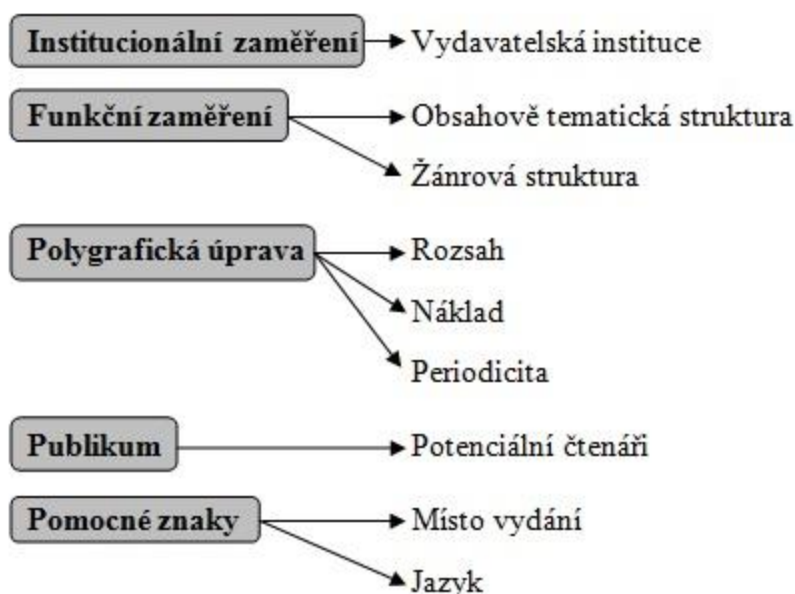 Institucionální zaměření
Vydavatelská instituce
Funkční zaměření
Obsahově tematická struktura
Žánrová struktura
Polygrafická úprava
Rozsah
Náklad
Periodicita
Publikum
Potenciální čtenáři
Pomocné znaky
Místo vydání
Jazyk